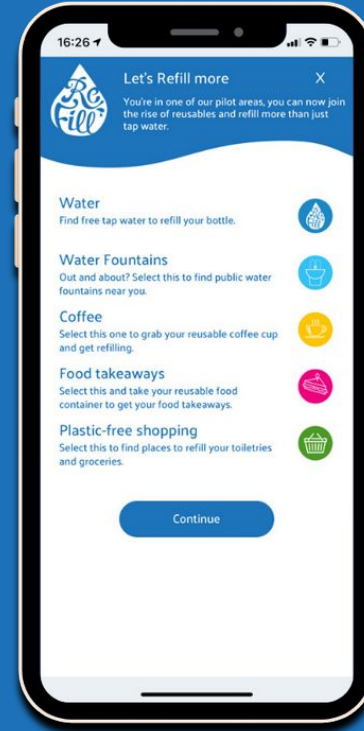 16:26
Re
Fill
Let's Refill more
X
You're in one of our pilot areas, you can now join
the rise of reusables and refill more than just
tap water.
Water
Find free tap water to refill your bottle.
Water Fountains
Out and about? Select this to find public water
fountains near you.
Coffee
Select this one to grab your reusable coffee cup
and get refilling.
Food takeaways
Select this and take your reusable food
container to get your food takeaways.
Plastic-free shopping
Select this to find places to refill your toiletries
and groceries.
Continue